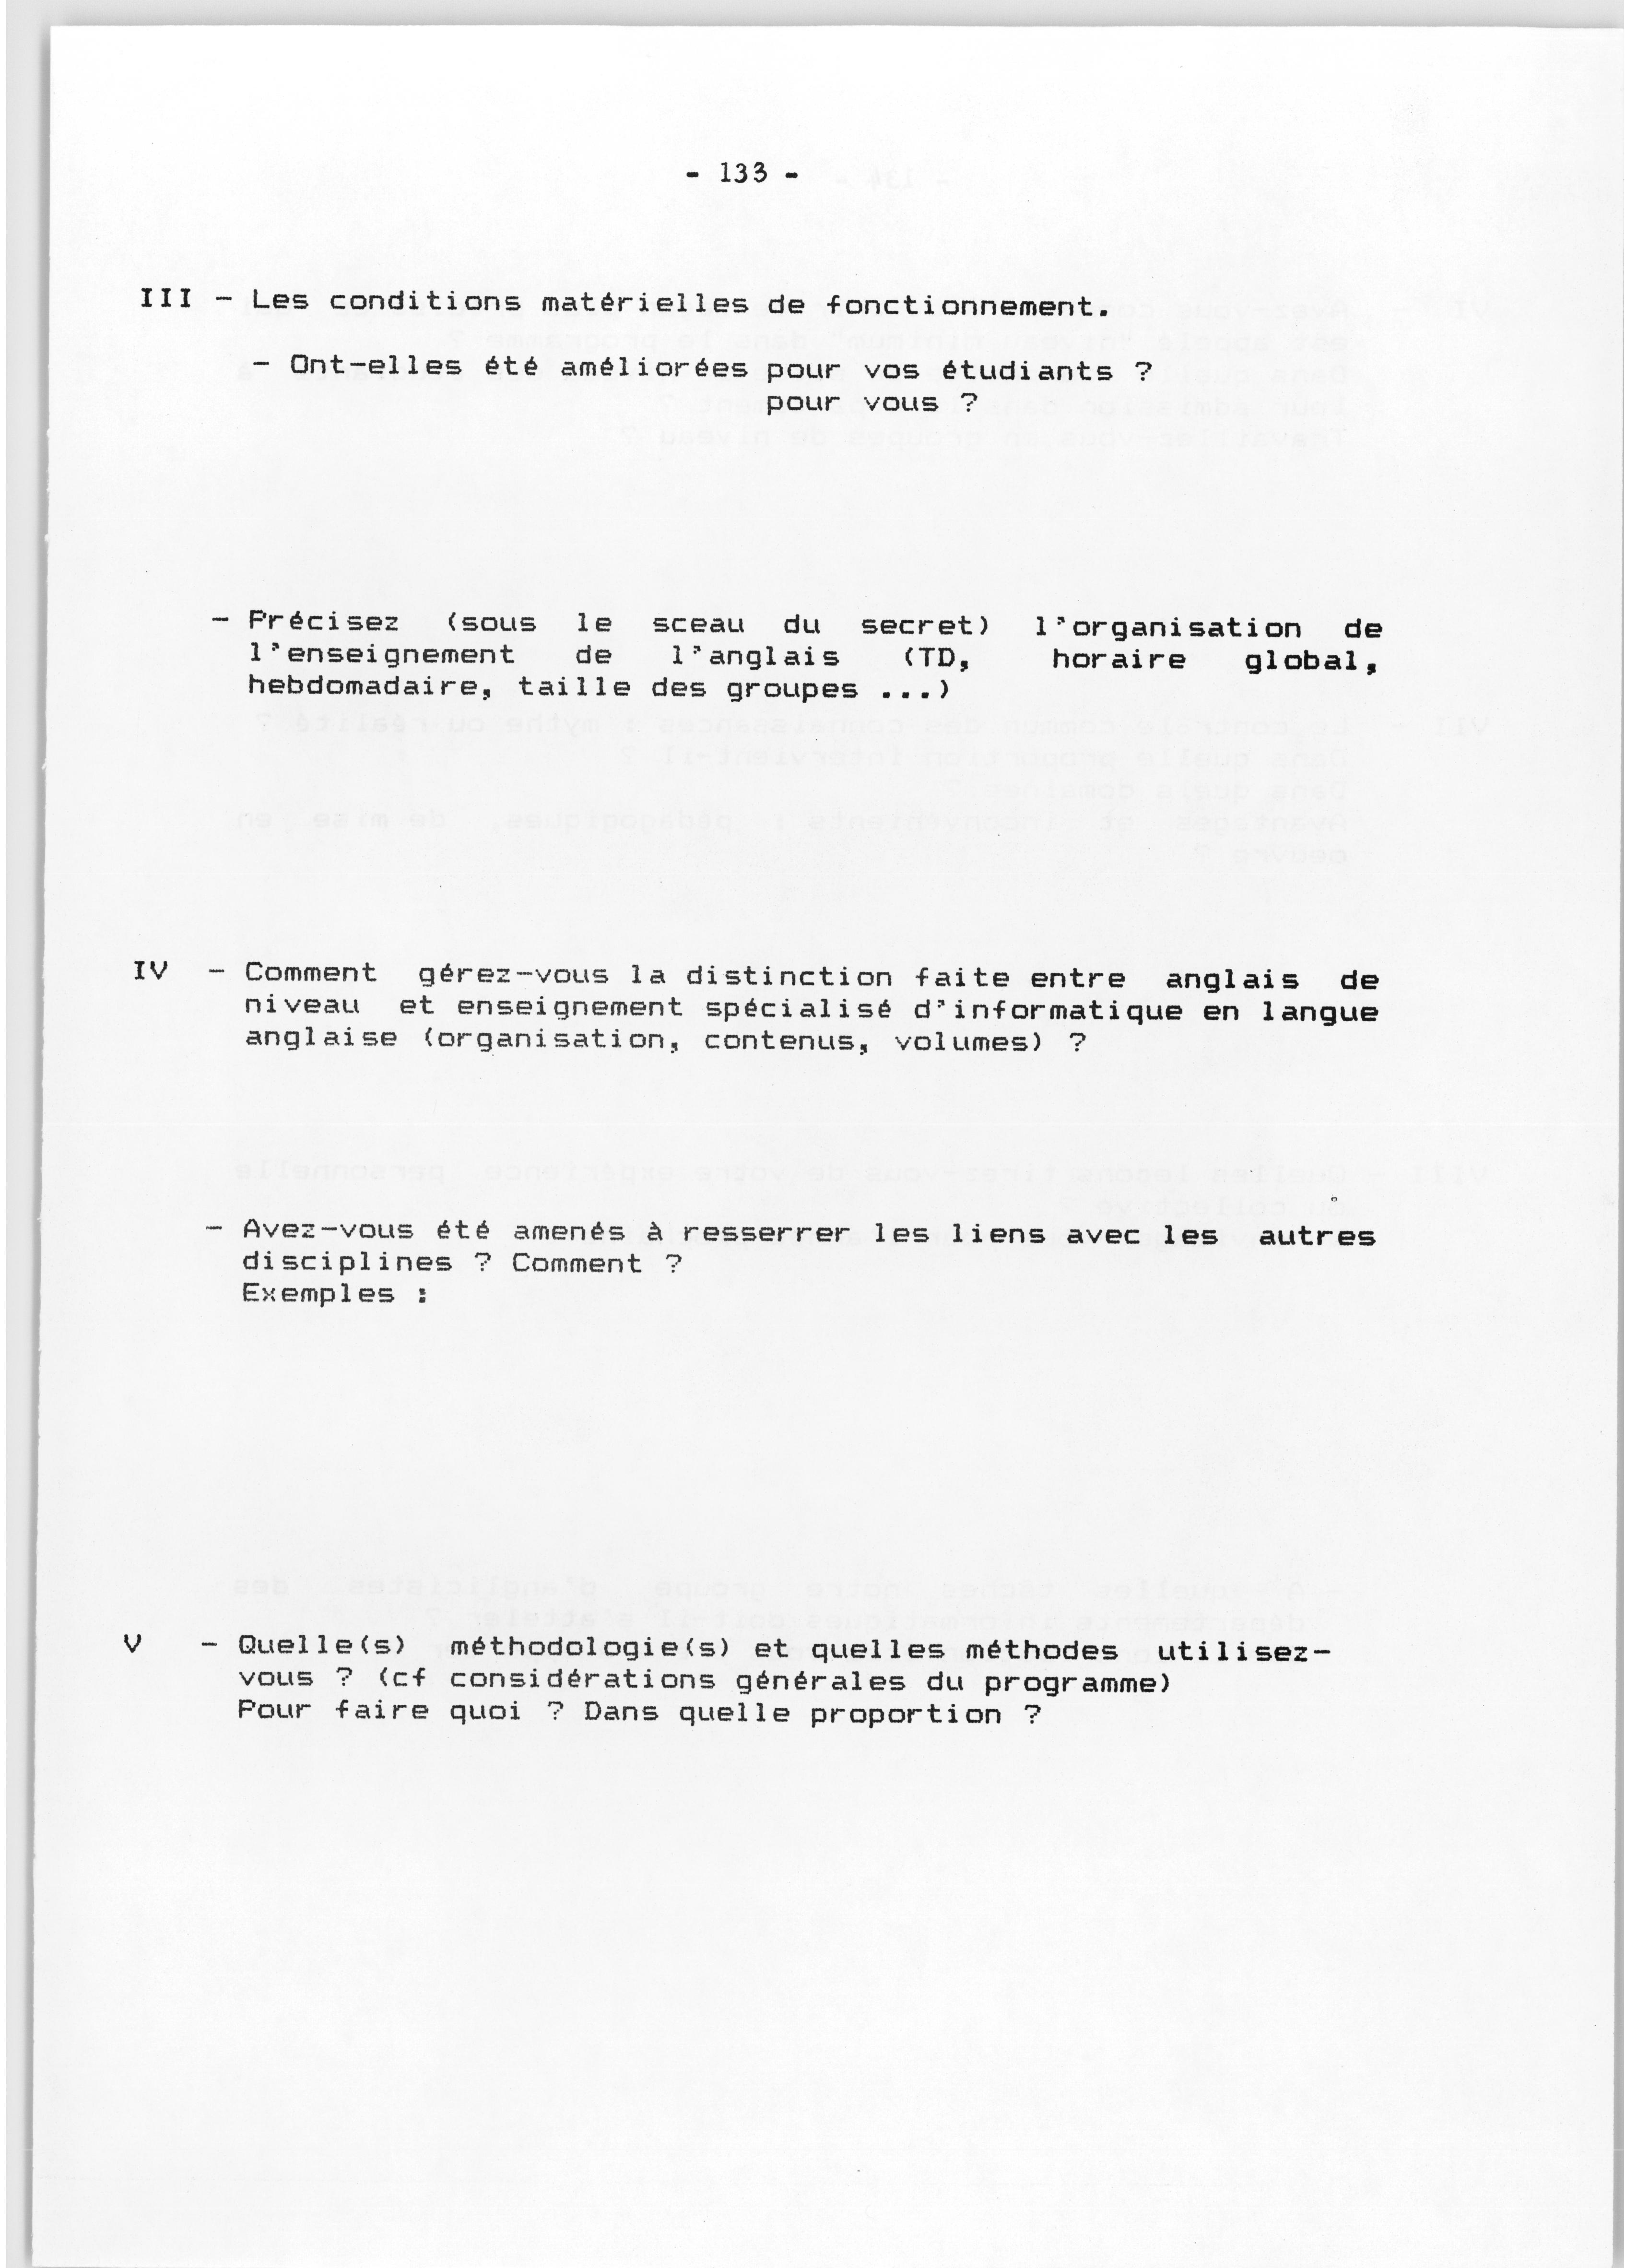 - 133 -
III - Les conditions matérielles de fonctionnement.
- Ont-elles été améliorées pour vos étudiants ?
pour vous ?
- Précisez (sous le sceau du secret) l'organisation de
l'enseignement de l'anglais (TD, horaire global,
hebdomadaire, taille des groupes ...)
IV - Comment gérez-vous la distinction faite entre anglais de
niveau et enseignement spécialisé d'informatique en langue
anglaise (organisation, contenus, volumes) ?
- Avez-vous été amenés à resserrer les liens avec les autres
disciplines ? Comment ?
Exemples :
V - Quelle(s) méthodologie(s) et quelles méthodes utilisez-
vous ? (cf considérations générales du programme)
Pour faire quoi ? Dans quelle proportion ?